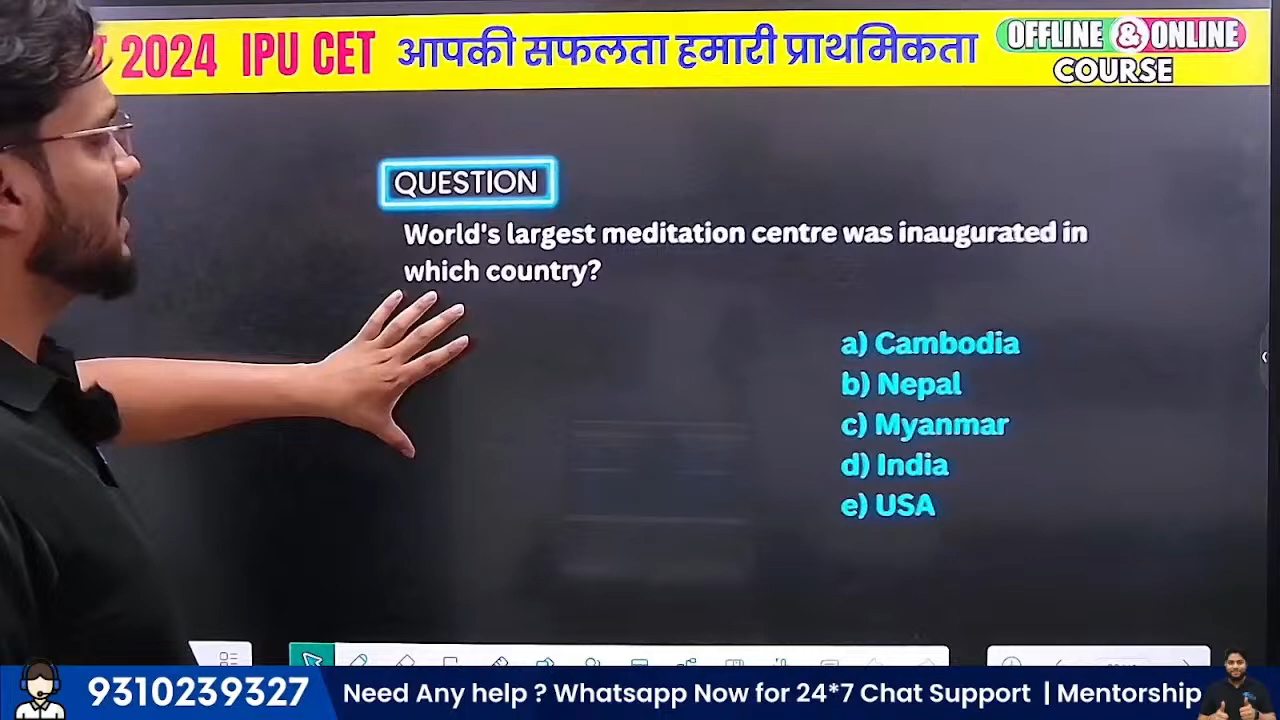 2024 IPU CET आपकी सफलता हमारी प्राथमिकता OFFLINE & ONLINE
COURSE
QUESTION
World's largest meditation centre was inaugurated in
which country?
a) Cambodia
b) Nepal
c) Myanmar
d) India
e) USA
9310239327 Need Any help ? Whatsapp Now for 24*7 Chat Support | Mentorship